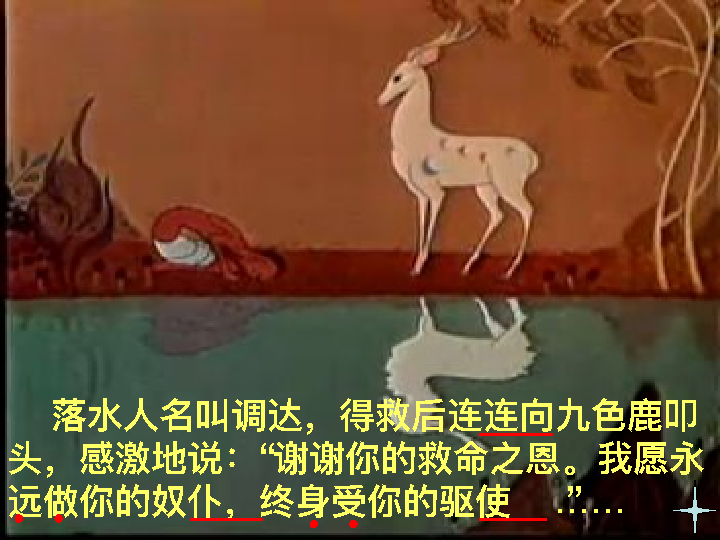 落水人名叫调达，得救后连连向九色鹿叩
头，感激地说：“谢谢你的救命之恩。我愿永
远做你的奴仆，终身受你的驱使 .”……